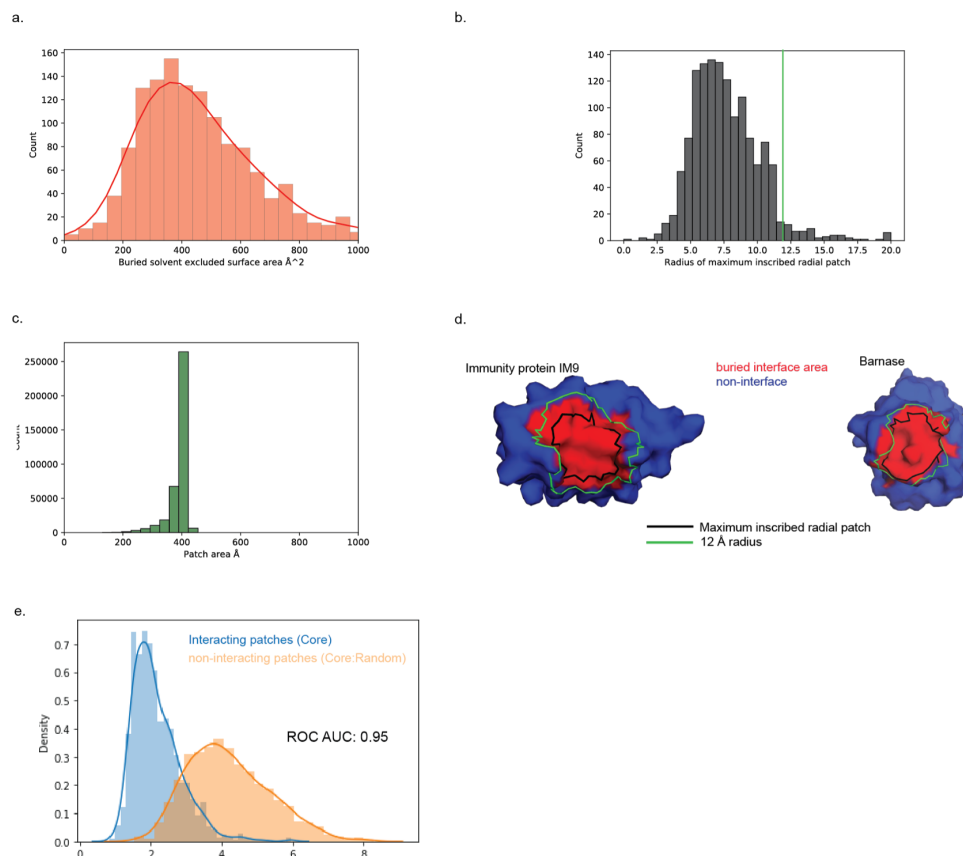 a.
160
140
120
100
80
60
40
20
0
Count
0 200 400 600 800 1000
Buried solvent excluded surface area Å^2
b.
140
120
100
80
60
40
20
0
Count
0.0 2.5 5.0 7.5 10.0 12.5 15.0 17.5 20.0
Radius of maximum inscribed radial patch
c.
250000
200000
150000
100000
50000
0
0 200 400 600 800 1000
Patch area Å
d.
Immunity protein IM9
buried interface area
non-interface
Barnase
Maximum inscribed radial patch
12 Å radius
e.
0.7
0.6
0.5
0.4
0.3
0.2
0.1
0.0
Density
Interacting patches (Core)
non-interacting patches (Core:Random)
ROC AUC: 0.95
0 2 4 6 8